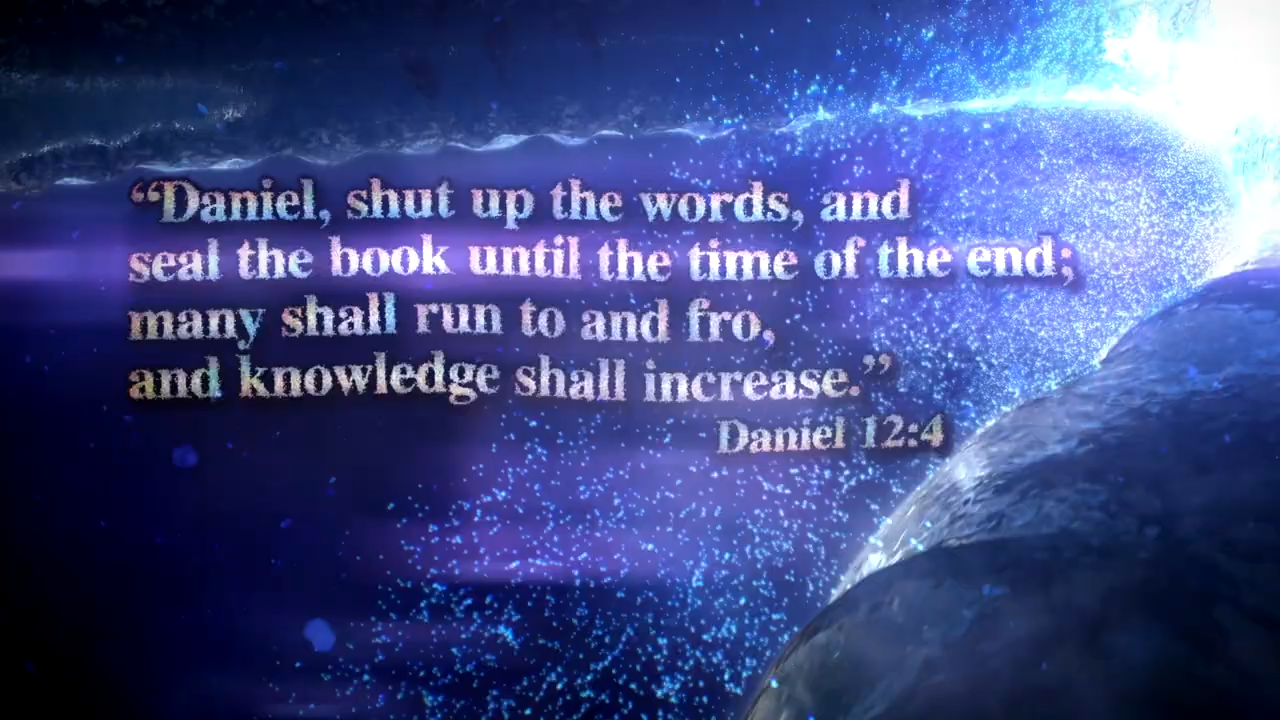 “Daniel, shut up the words, and
seal the book until the time of the end;
many shall run to and fro,
and knowledge shall increase.”
Daniel 12:4